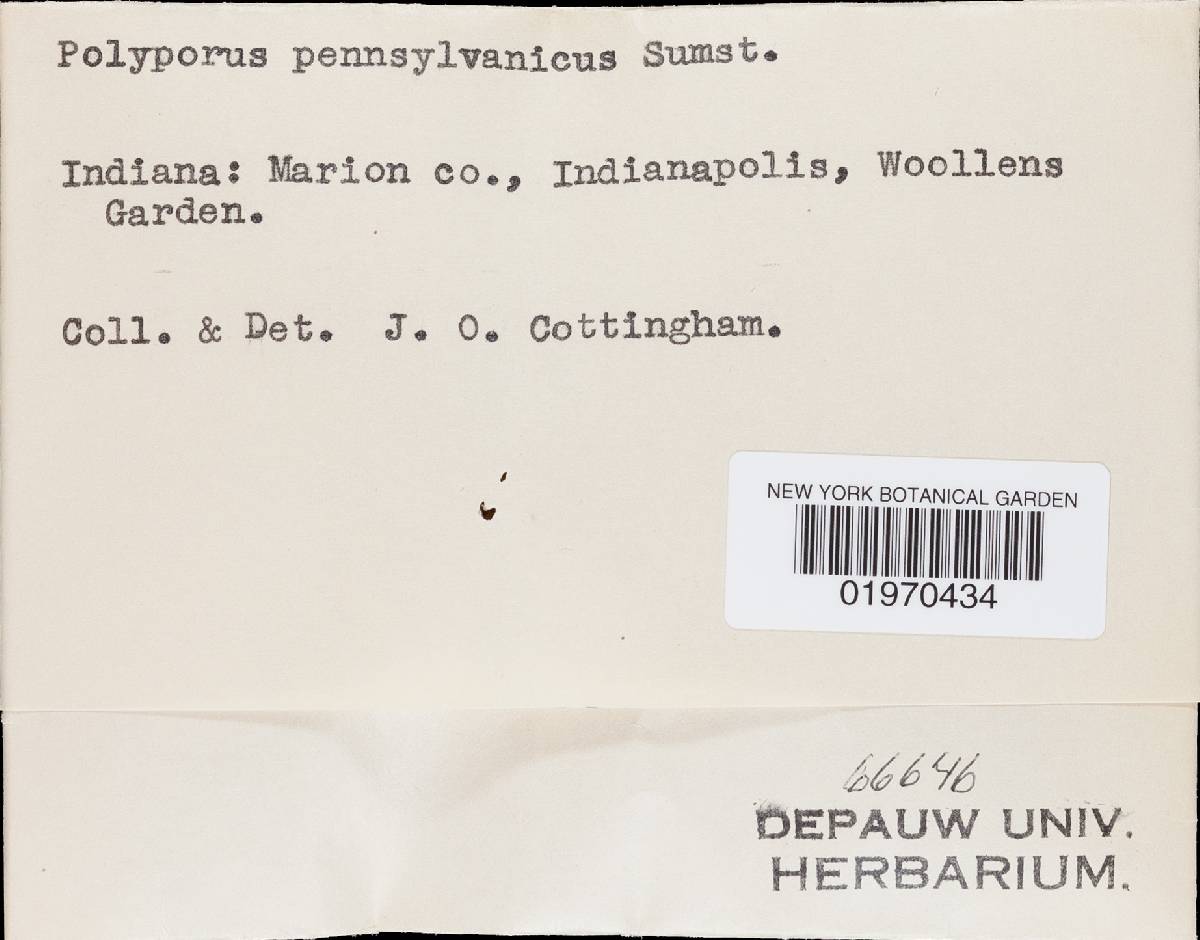 Polyporus pennsylvanicus Sumst.
Indiana: Marion co., Indianapolis, Woollens
Garden.
Coll. & Det. J. O. Cottingham.
NEW YORK BOTANICAL GARDEN
01970434
66646
DEPAUW UNIV.
HERBARIUM.